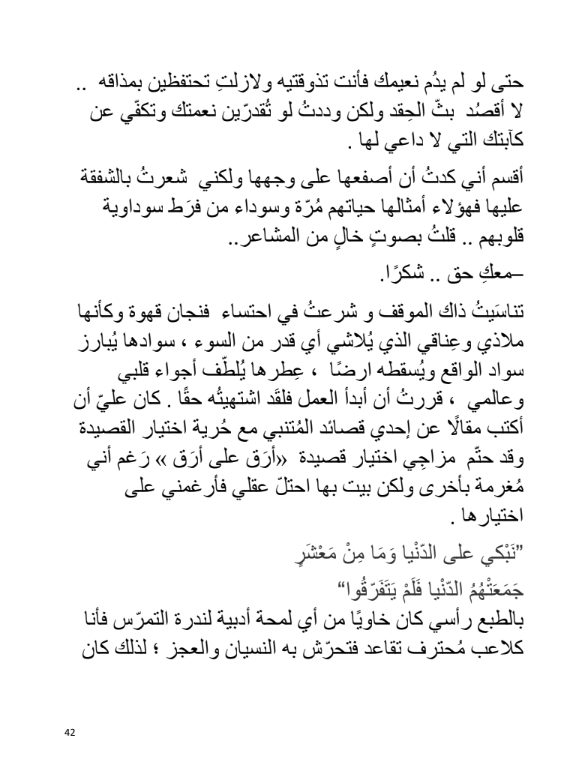 حتى لو لم يدُم نعيمك فأنت تذوقتيه ولازلتِ تحتفظين بمذاقه ..
لا أقصُد بثّ الحِقد ولكن وددتُ لو تُقدرّين نعمتك وتكفّي عن
كآبتك التي لا داعي لها .
أقسم أني كدتُ أن أصفعها على وجهها ولكني شعرتُ بالشفقة
عليها فهؤلاء أمثالها حياتهم مُرّة وسوداء من فرَط سوداوية
قلوبهم .. قلتُ بصوتٍ خالٍ من المشاعر..
–معكِ حق .. شكرًا.
تناسَيتُ ذاك الموقف و شرعتُ في احتساء فنجان قهوة وكأنها
ملاذي وعِناقي الذي يُلاشي أي قدر من السوء ، سوادها يُبارز
سواد الواقع ويُسقطه ارضًا ، عِطرها يُلطّف أجواء قلبي
وعالمي ، قررتُ أن أبدأ العمل فلقَد اشتهيتُه حقًا . كان عليّ أن
أكتب مقالًا عن إحدي قصائد المُتنبي مع حُرية اختيار القصيدة
وقد حتّم مزاجِي اختيار قصيدة «أرَق على أرَق » رَغم أني
مُغرمة بأخرى ولكن بيت بها احتلّ عقلي فأرغمني على
اختيارها .
”نَبْكي على الدّنْيا وَمَا مِنْ مَعْشَرٍ
جَمَعَتْهُمُ الدّنْيا فَلَمْ يَتَفَرّقُوا“
بالطبع رأسي كان خاويًا من أي لمحة أدبية لندرة التمرّس فأنا
كلاعب مُحترف تقاعد فتحرّش به النسيان والعجز ؛ لذلك كان
42